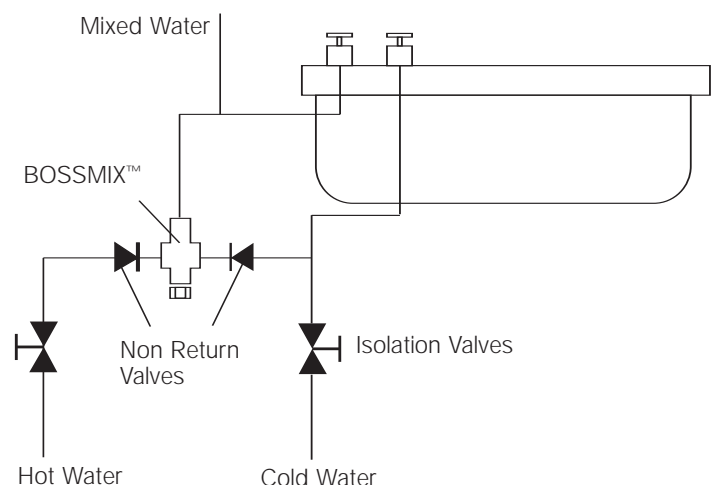 Mixed Water
BOSSMIX™
Non Return
Valves
Isolation Valves
Hot Water
Cold Water